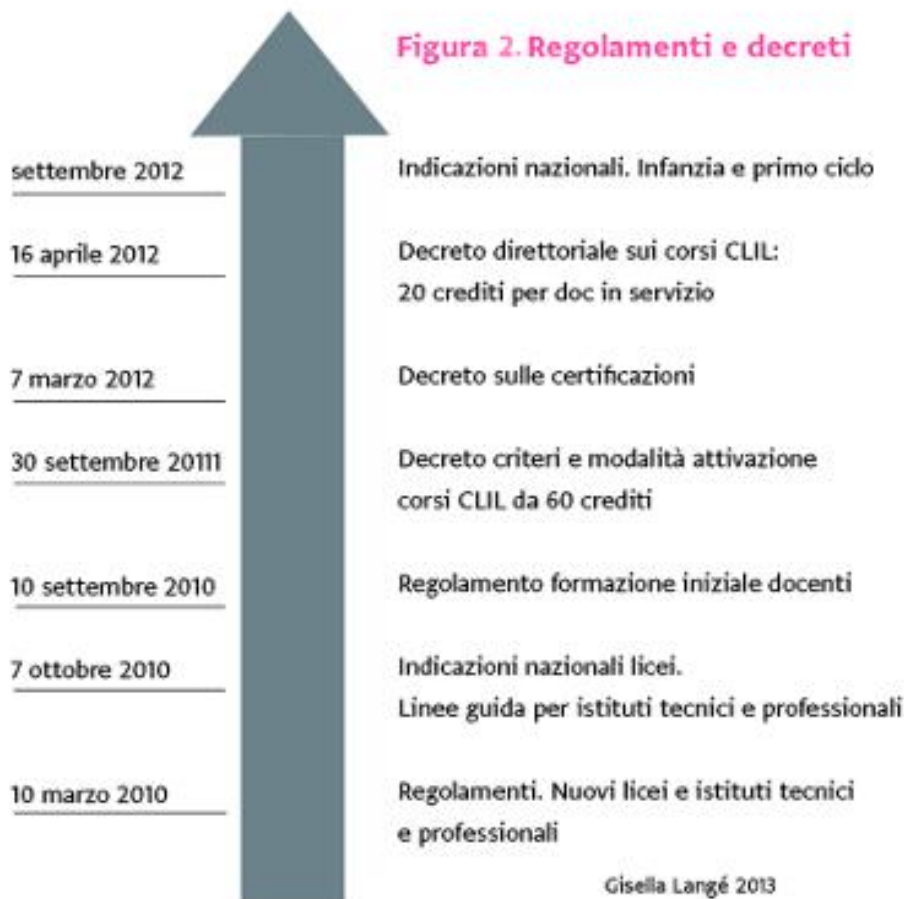 Figura 2. Regolamenti e decreti
settembre 2012
Indicazioni nazionali. Infanzia e primo ciclo
16 aprile 2012
Decreto direttoriale sui corsi CLIL:
20 crediti per doc in servizio
7 marzo 2012
Decreto sulle certificazioni
30 settembre 20111
Decreto criteri e modalità attivazione
corsi CLIL da 60 crediti
10 settembre 2010
Regolamento formazione iniziale docenti
7 ottobre 2010
Indicazioni nazionali licei.
Linee guida per istituti tecnici e professionali
10 marzo 2010
Regolamenti. Nuovi licei e istituti tecnici
e professionali
Gisella Langé 2013